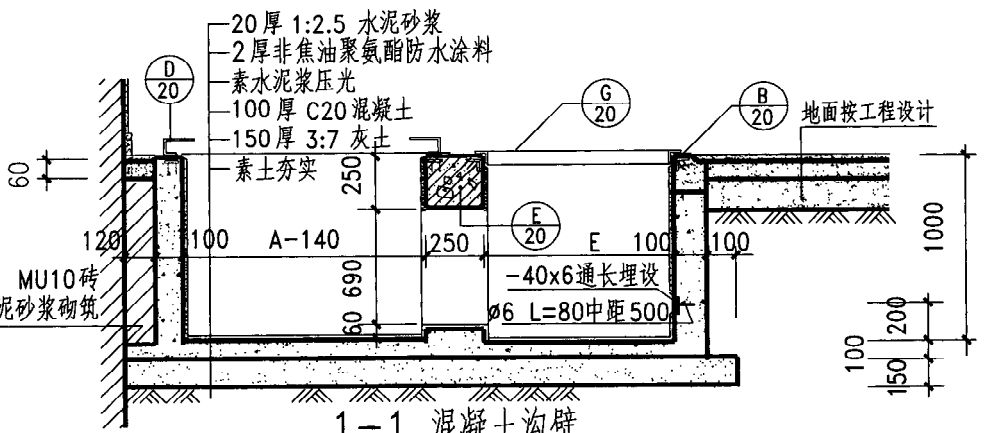 20厚 1:2.5 水泥砂浆
2厚非焦油聚氨酯防水涂料
素水泥浆压光
100厚 C20混凝土
150厚 3:7 灰土
素土夯实
D
20
G
20
B
20
地面按工程设计
60
250
E
20
120
100
A-140
250
E
100
100
1000
MU10砖
泥砂浆砌筑
690
-40x6通长埋设
ø6 L=80中距500
60
200
100
150
1-1 混凝土沟壁